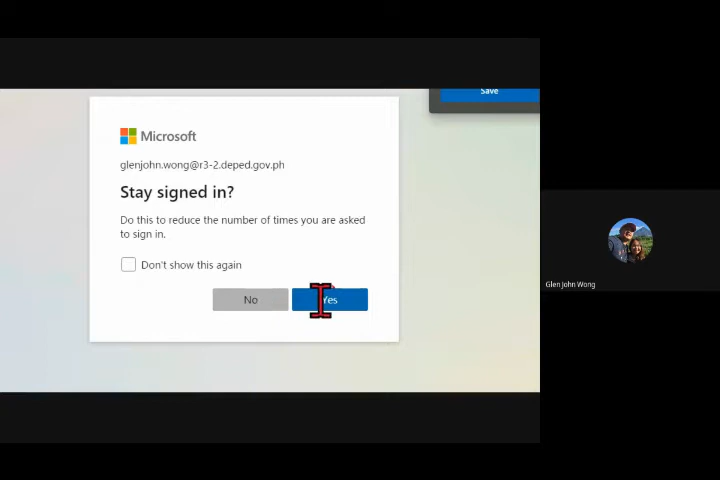 Save
Microsoft
glenjohn.wong@r3-2.deped.gov.ph
Stay signed in?
Do this to reduce the number of times you are asked
to sign in.
Don't show this again
No
Yes
Glen John Wong